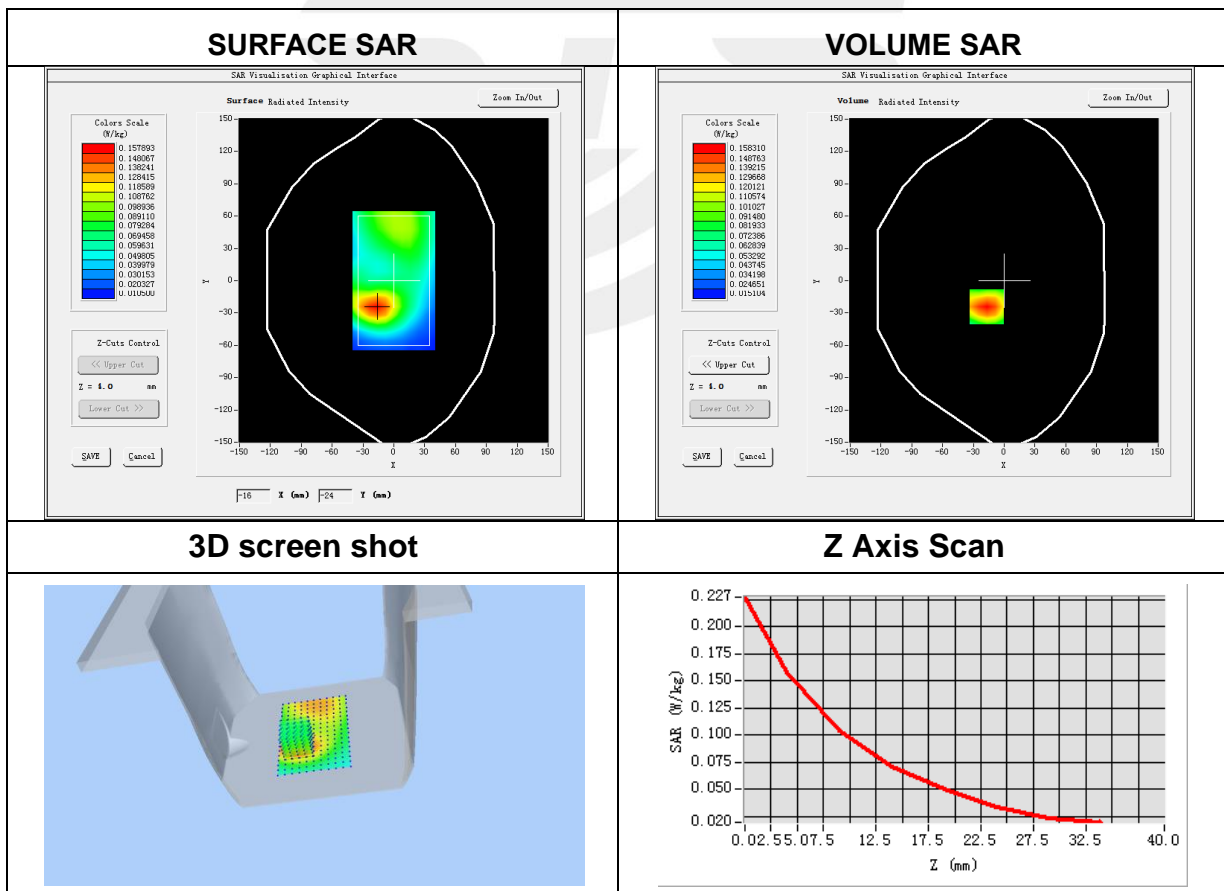 SURFACE SAR
SAR Visualisation Graphical Interface
Surface Radiated Intensity
Zoom In/Out
Colors Scale
(W/kg)
0.157893
0.148067
0.138241
0.128415
0.118589
0.108762
0.098936
0.089110
0.079284
0.069458
0.059631
0.049805
0.039979
0.030153
0.020327
0.010500
Z-Cuts Control
<< Upper Cut
Z = 4.0 mm
Lower Cut >>
SAVE Cancel
150
120
90
60
30
0
-30
-60
-90
-120
-150
Y
-150 -120 -90 -60 -30 0 30 60 90 120 150
X
-16 X (mm) -24 Y (mm)
VOLUME SAR
SAR Visualisation Graphical Interface
Volume Radiated Intensity
Zoom In/Out
Colors Scale
(W/kg)
0.158310
0.148763
0.139215
0.129668
0.120121
0.110574
0.101027
0.091480
0.081933
0.072386
0.062839
0.053292
0.043745
0.034198
0.024651
0.015104
Z-Cuts Control
<< Upper Cut
Z = 4.0 mm
Lower Cut >>
SAVE Cancel
150
120
90
60
30
0
-30
-60
-90
-120
-150
Y
-150 -120 -90 -60 -30 0 30 60 90 120 150
X
3D screen shot
Z Axis Scan
0.227
0.200
0.175
0.150
0.125
0.100
0.075
0.050
0.020
SAR (W/kg)
0.0 2.5 5.0 7.5 12.5 17.5 22.5 27.5 32.5 40.0
Z (mm)